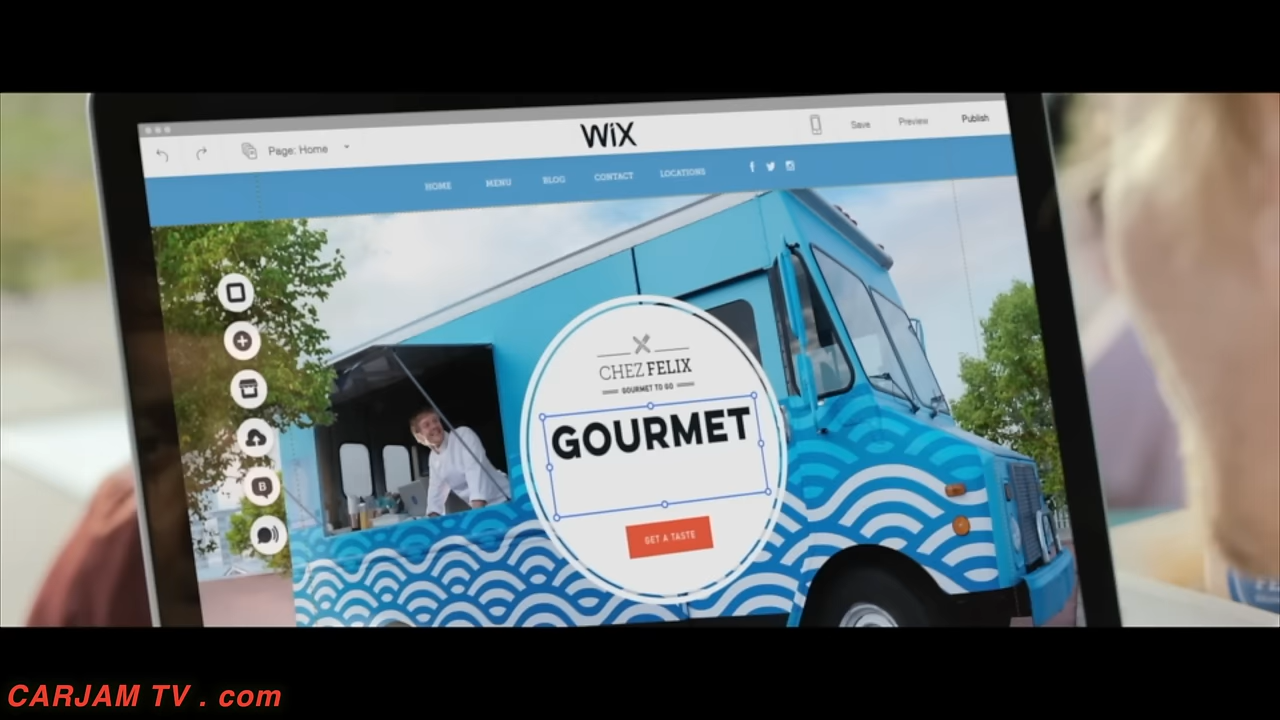 WiX
Page: Home
Save
Preview
Publish
HOME
MENU
BLOG
CONTACT
LOCATIONS
CHEZ FELIX
GOURMET TO GO
GOURMET
GET A TASTE
B
CARJAM TV . com